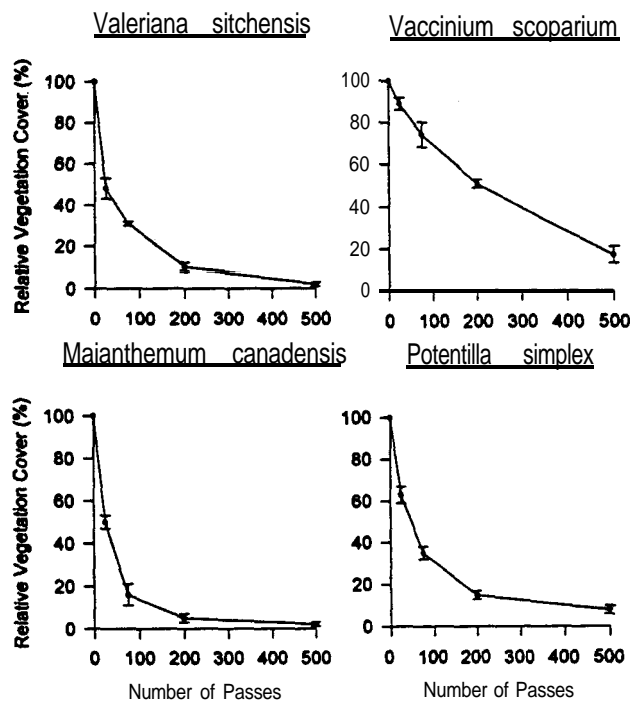 Valeriana sitchensis
Vaccinium scoparium
Relative Vegetation Cover (%)
100
80
60
40
20
0
0 100 200 300 400 500
100
80
60
40
20
0
0 100 200 300 400 500
Maianthemum canadensis
Potentilla simplex
Relative Vegetation Cover (%)
100
80
60
40
20
0
0 100 200 300 400 500
Number of Passes
100
80
60
40
20
0
0 100 200 300 400 500
Number of Passes